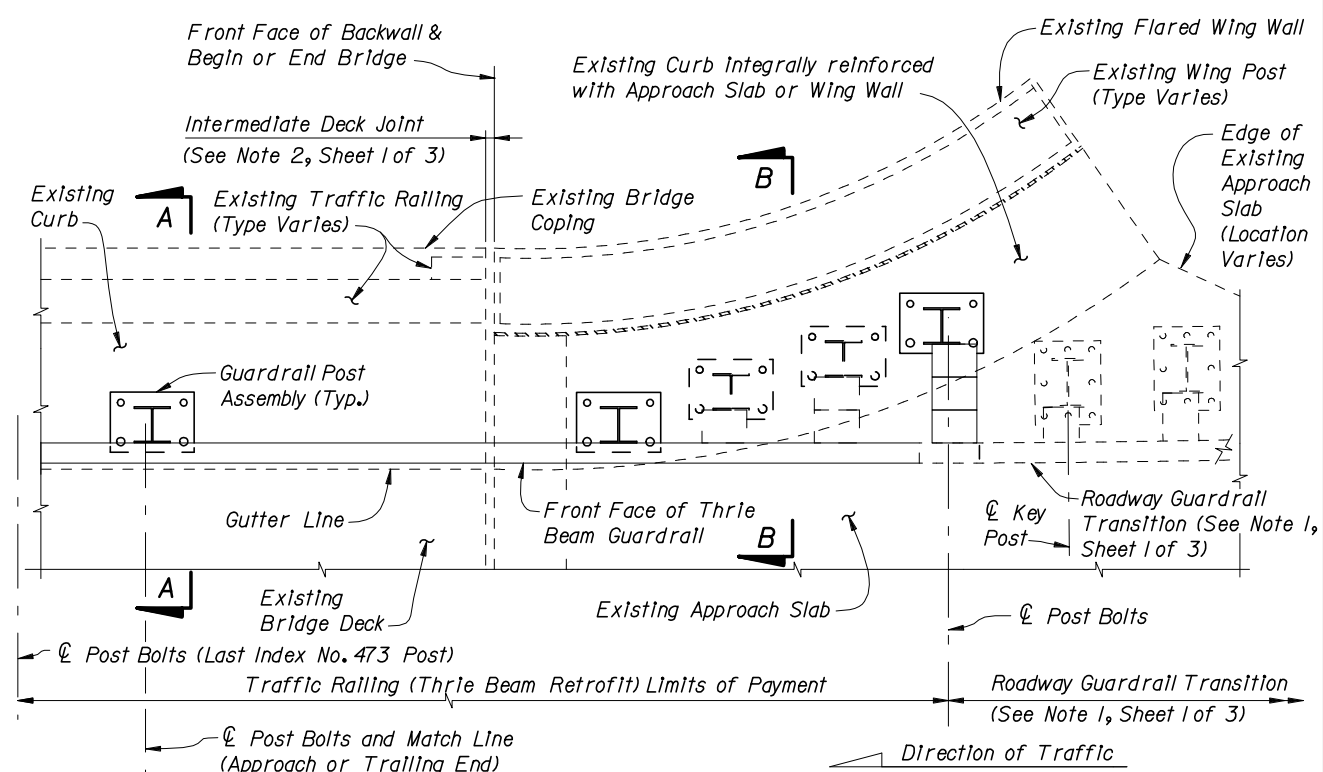 Front Face of Backwall &
Begin or End Bridge
Existing Curb integrally reinforced
with Approach Slab or Wing Wall
Existing Flared Wing Wall
Existing Wing Post
(Type Varies)
Intermediate Deck Joint
(See Note 2, Sheet 1 of 3)
Edge of
Existing
Approach
Slab
(Location
Varies)
Existing
Curb
A
Existing Traffic Railing
(Type Varies)
Existing Bridge
Coping
B
Guardrail Post
Assembly (Typ.)
Gutter Line
Front Face of Thrie
Beam Guardrail
B
℄ Key
Post
Roadway Guardrail
Transition (See Note 1,
Sheet 1 of 3)
A
Existing
Bridge Deck
Existing Approach Slab
℄ Post Bolts
℄ Post Bolts (Last Index No. 473 Post)
Traffic Railing (Thrie Beam Retrofit) Limits of Payment
Roadway Guardrail Transition
(See Note 1, Sheet 1 of 3)
℄ Post Bolts and Match Line
(Approach or Trailing End)
Direction of Traffic